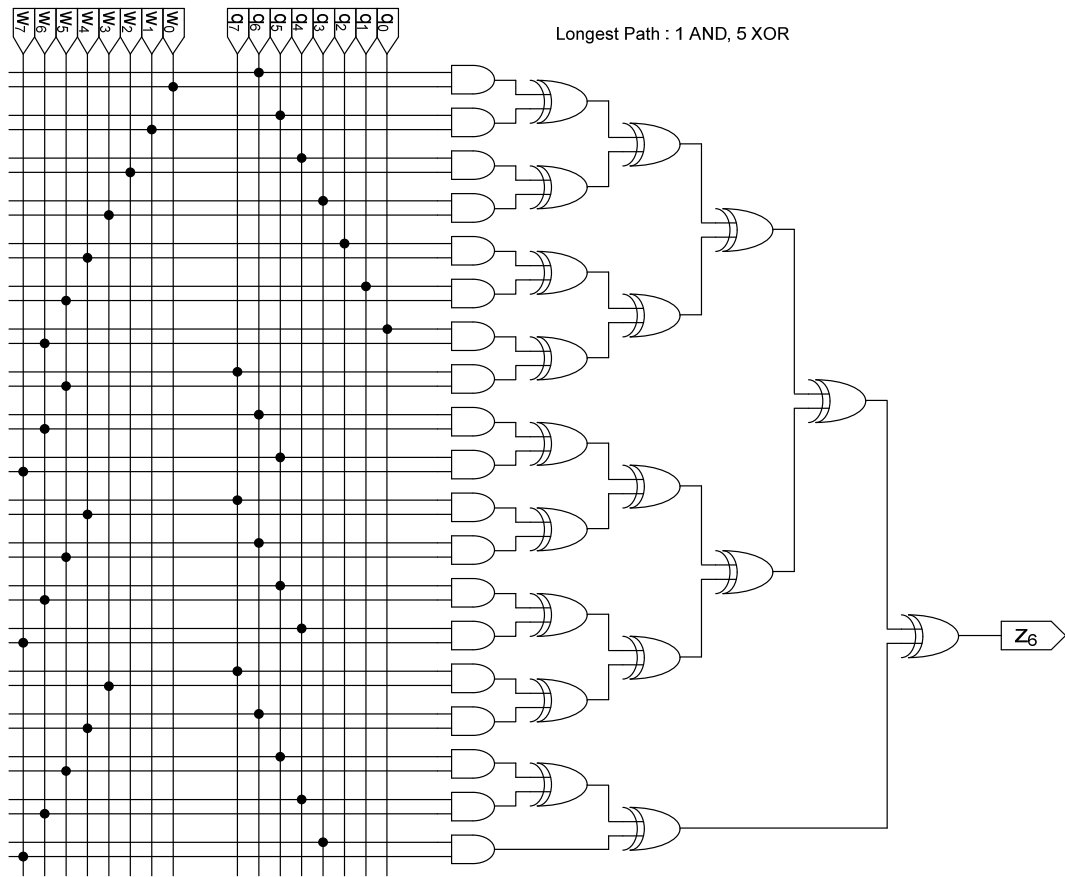 w₇ w₆ w₅ w₄ w₃ w₂ w₁ w₀ q₇ q₆ q₅ q₄ q₃ q₂ q₁ q₀
Longest Path : 1 AND, 5 XOR
z₆